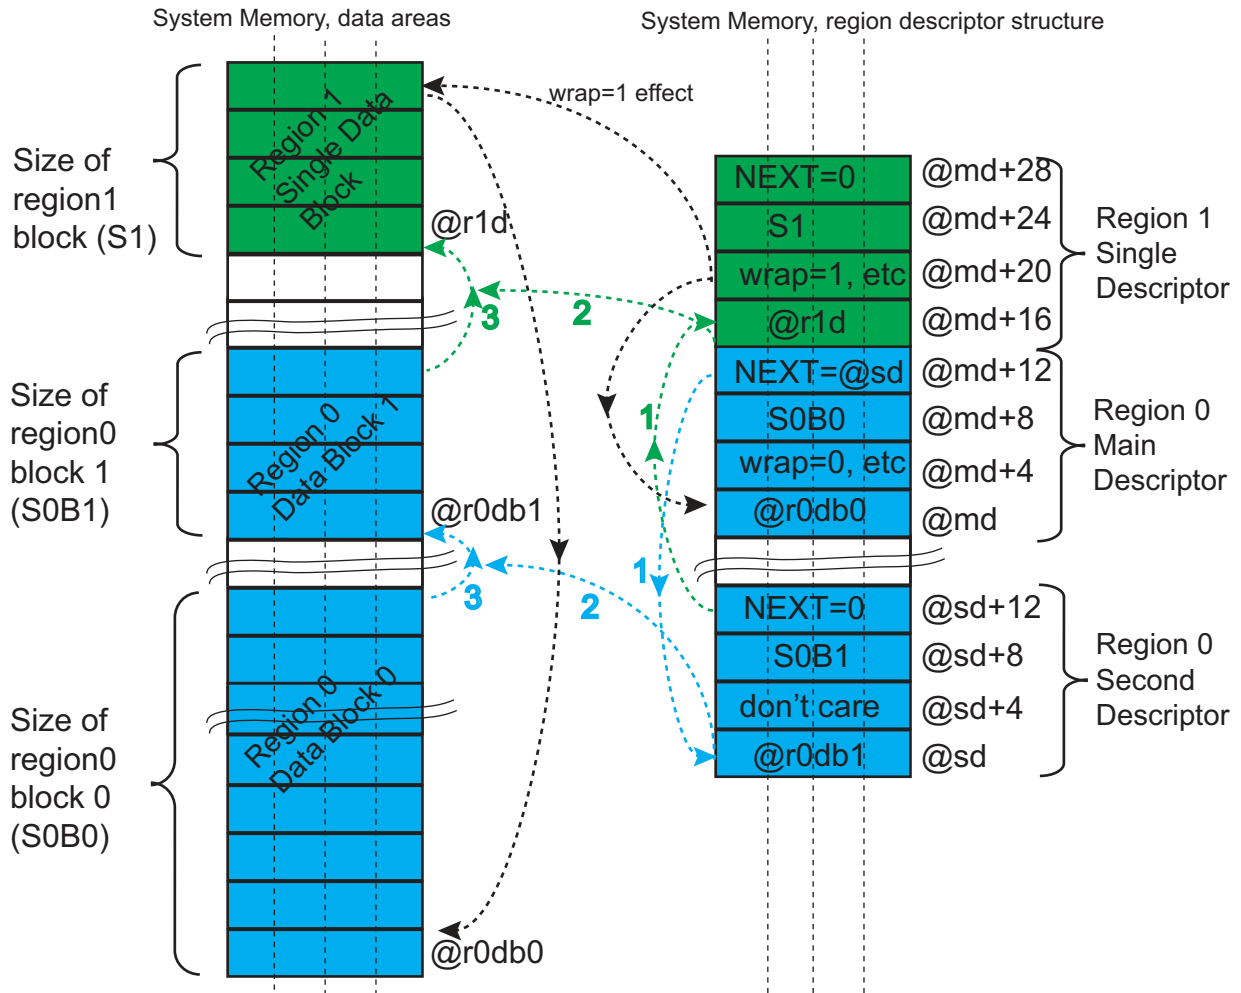 System Memory, data areas
System Memory, region descriptor structure
wrap=1 effect
Size of
region1
block (S1)
Region 1
Single Data
Block
@r1d
Size of
region0
block 1
(S0B1)
Region 0
Data Block 1
@r0db1
Size of
region0
block 0
(S0B0)
Region 0
Data Block 0
@r0db0
3
2
1
3
2
1
NEXT=0
@md+28
S1
@md+24
wrap=1, etc
@md+20
@r1d
@md+16
Region 1
Single
Descriptor
NEXT=@sd
@md+12
S0B0
@md+8
wrap=0, etc
@md+4
@r0db0
@md
Region 0
Main
Descriptor
NEXT=0
@sd+12
S0B1
@sd+8
don't care
@sd+4
@r0db1
@sd
Region 0
Second
Descriptor